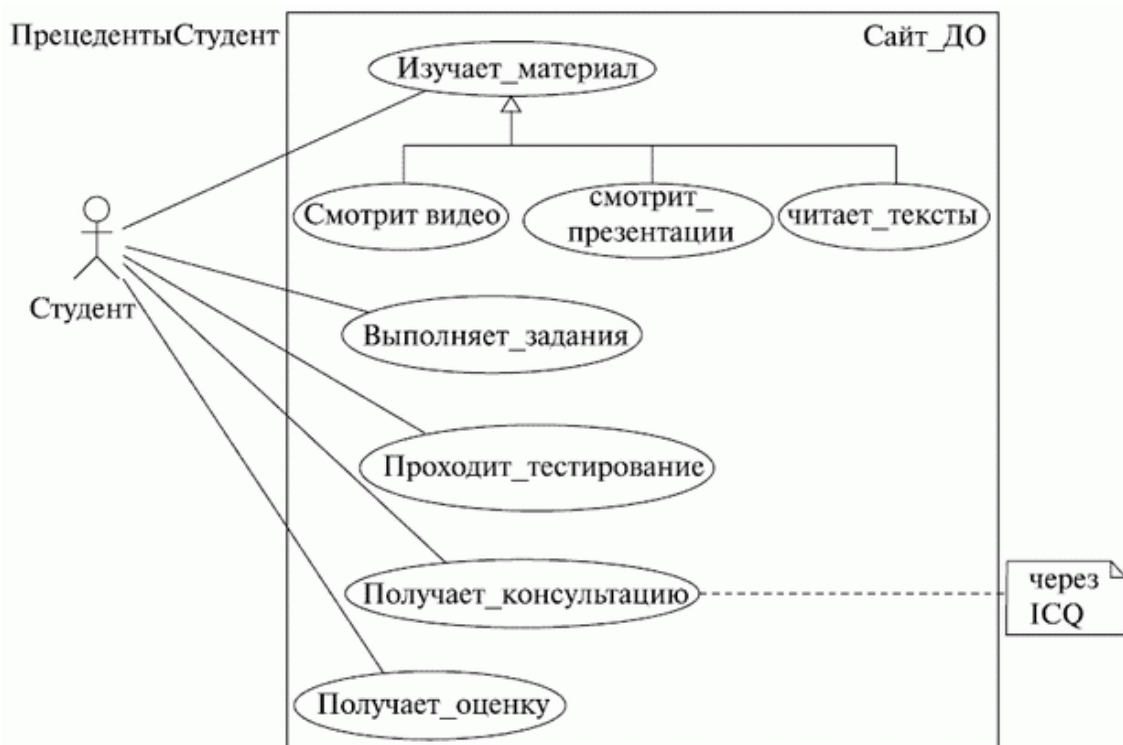 ПрецедентыСтудент
Сайт_ДО
Изучает_материал
Смотрит видео
смотрит_
презентации
читает_тексты
Студент
Выполняет_задания
Проходит_тестирование
Получает_консультацию
через
ICQ
Получает_оценку